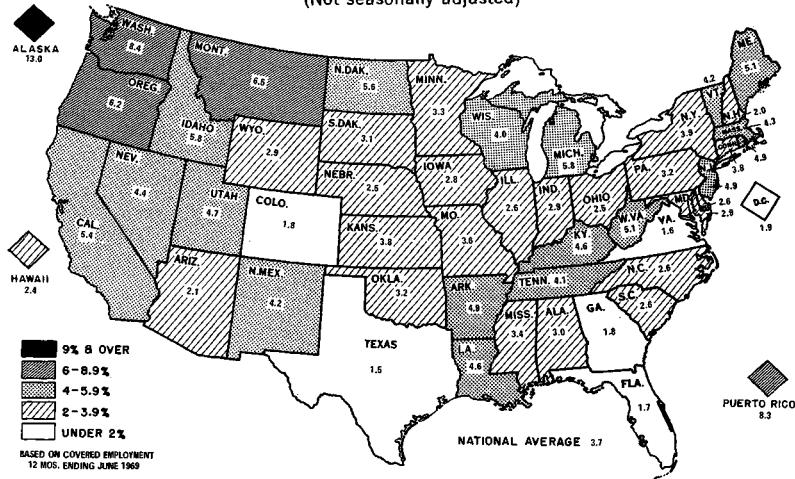 (Not seasonally adjusted)
ALASKA
13.0
WASH.
8.4
MONT.
6.5
N.DAK.
5.6
MINN.
3.3
ME.
5.1
OREG.
6.2
IDAHO
5.8
WYO.
2.9
S.DAK.
3.1
WIS.
4.0
MICH.
5.8
4.2
VT.
N.H.
2.0
4.3
N.Y.
3.9
4.9
3.8
NEV.
4.4
UTAH
4.7
COLO.
1.8
NEBR.
2.5
IOWA
2.8
ILL.
2.6
IND.
2.9
OHIO
2.5
PA.
3.2
4.9
MD.
2.6
2.9
D.C.
1.9
CAL.
5.4
KANS.
3.8
MO.
3.6
KY.
4.6
W.VA
5.1
VA.
1.6
HAWAII
2.4
ARIZ.
2.1
N.MEX.
4.2
OKLA.
3.2
ARK.
4.8
TENN. 4.1
N.C. 2.6
S.C.
2.6
MISS.
3.4
ALA.
3.0
GA.
1.8
TEXAS
1.5
LA.
4.6
FLA.
1.7
PUERTO RICO
8.3
9% & OVER
6-8.9%
4-5.9%
2-3.9%
UNDER 2%
BASED ON COVERED EMPLOYMENT
12 MOS. ENDING JUNE 1969
NATIONAL AVERAGE 3.7